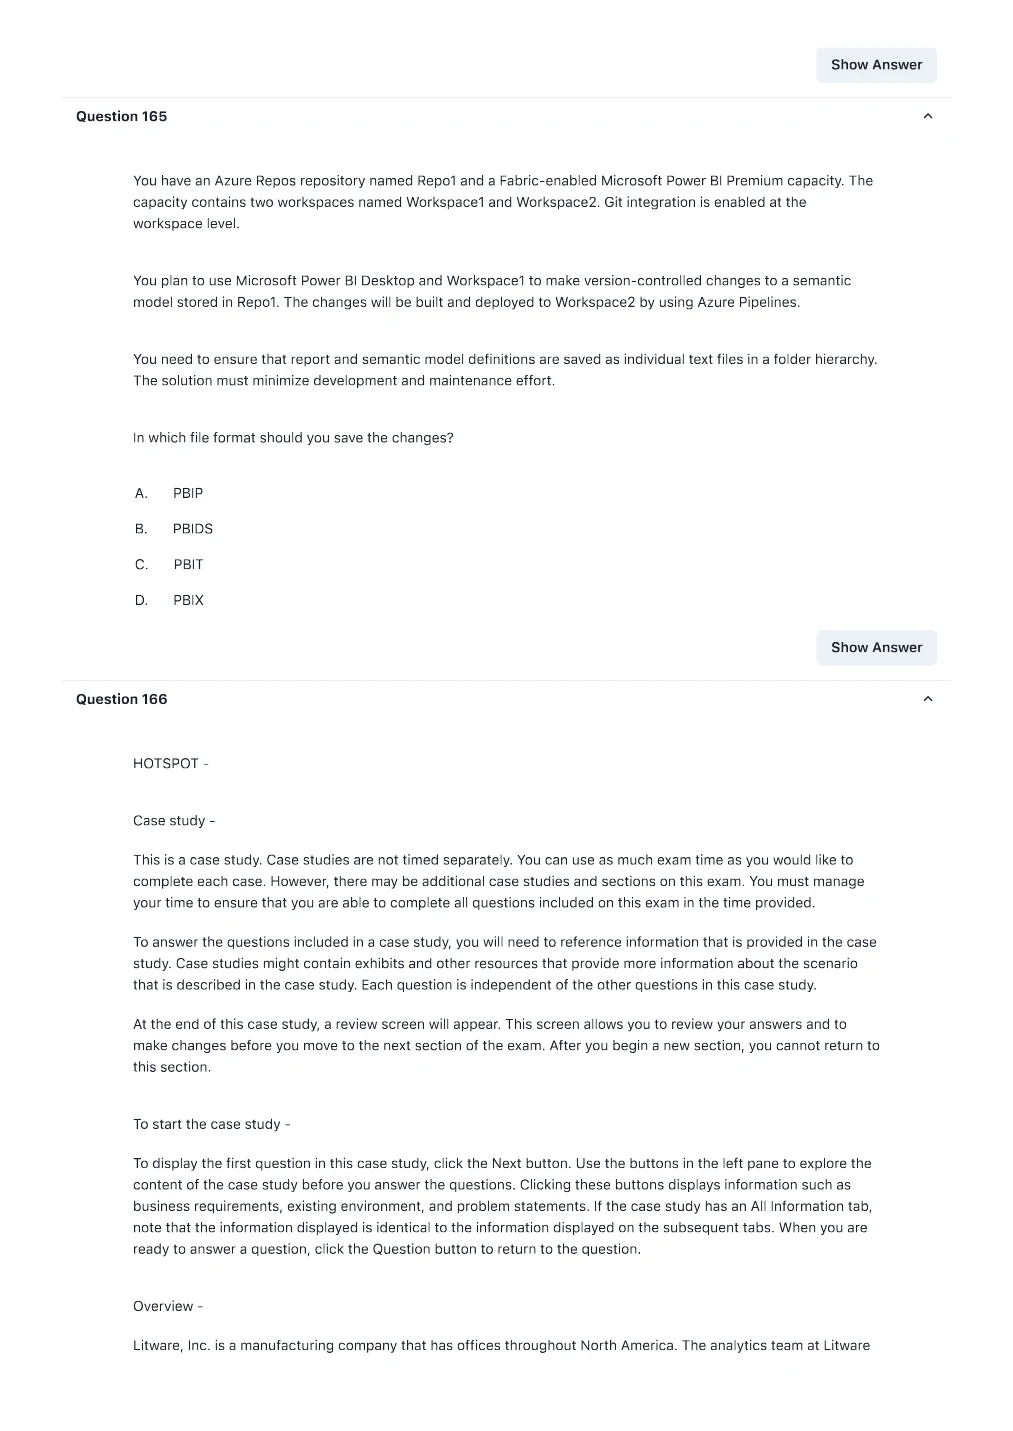 Show Answer
Question 165
You have an Azure Repos repository named Repo1 and a Fabric-enabled Microsoft Power BI Premium capacity. The
capacity contains two workspaces named Workspace1 and Workspace2. Git integration is enabled at the
workspace level.
You plan to use Microsoft Power BI Desktop and Workspace1 to make version-controlled changes to a semantic
model stored in Repo1. The changes will be built and deployed to Workspace2 by using Azure Pipelines.
You need to ensure that report and semantic model definitions are saved as individual text files in a folder hierarchy.
The solution must minimize development and maintenance effort.
In which file format should you save the changes?
A. PBIP
B. PBIDS
C. PBIT
D. PBIX
Show Answer
Question 166
HOTSPOT -
Case study -
This is a case study. Case studies are not timed separately. You can use as much exam time as you would like to
complete each case. However, there may be additional case studies and sections on this exam. You must manage
your time to ensure that you are able to complete all questions included on this exam in the time provided.
To answer the questions included in a case study, you will need to reference information that is provided in the case
study. Case studies might contain exhibits and other resources that provide more information about the scenario
that is described in the case study. Each question is independent of the other questions in this case study.
At the end of this case study, a review screen will appear. This screen allows you to review your answers and to
make changes before you move to the next section of the exam. After you begin a new section, you cannot return to
this section.
To start the case study -
To display the first question in this case study, click the Next button. Use the buttons in the left pane to explore the
content of the case study before you answer the questions. Clicking these buttons displays information such as
business requirements, existing environment, and problem statements. If the case study has an All Information tab,
note that the information displayed is identical to the information displayed on the subsequent tabs. When you are
ready to answer a question, click the Question button to return to the question.
Overview -
Litware, Inc. is a manufacturing company that has offices throughout North America. The analytics team at Litware